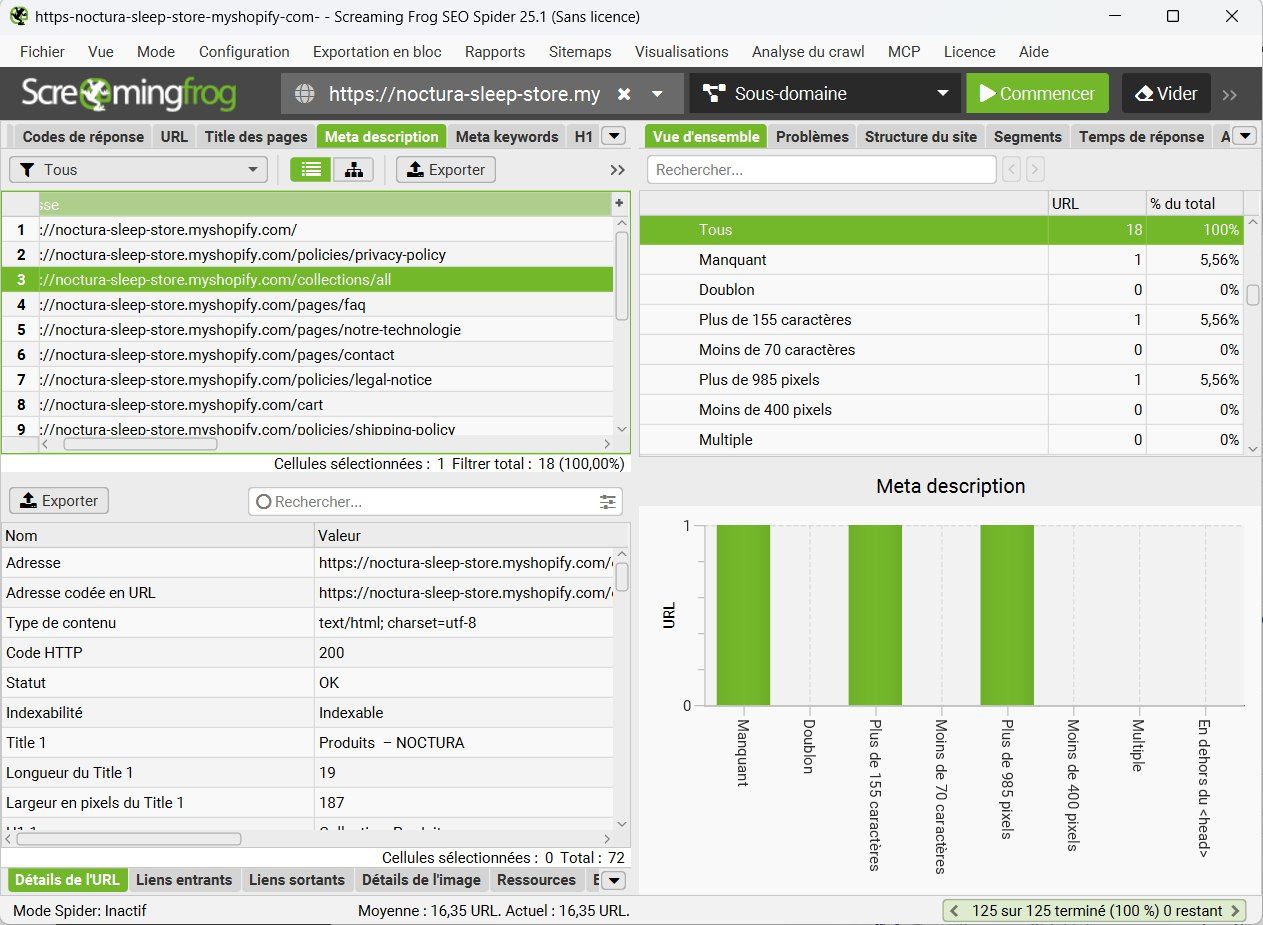 https-noctura-sleep-store-myshopify-com- - Screaming Frog SEO Spider 25.1 (Sans licence)
Fichier Vue Mode Configuration Exportation en bloc Rapports Sitemaps Visualisations Analyse du crawl MCP Licence Aide
Screamingfrog https://noctura-sleep-store.my Sous-domaine Commencer Vider
Codes de réponse URL Title des pages Meta description Meta keywords H1
Tous Exporter
sse
1 ://noctura-sleep-store.myshopify.com/
2 ://noctura-sleep-store.myshopify.com/policies/privacy-policy
3 ://noctura-sleep-store.myshopify.com/collections/all
4 ://noctura-sleep-store.myshopify.com/pages/faq
5 ://noctura-sleep-store.myshopify.com/pages/notre-technologie
6 ://noctura-sleep-store.myshopify.com/pages/contact
7 ://noctura-sleep-store.myshopify.com/policies/legal-notice
8 ://noctura-sleep-store.myshopify.com/cart
9 ://noctura-sleep-store.myshopify.com/policies/shipping-policy
Cellules sélectionnées : 1 Filtrer total : 18 (100,00%)
Exporter Rechercher...
Nom Valeur
Adresse https://noctura-sleep-store.myshopify.com/
Adresse codée en URL https://noctura-sleep-store.myshopify.com/
Type de contenu text/html; charset=utf-8
Code HTTP 200
Statut OK
Indexabilité Indexable
Title 1 Produits – NOCTURA
Longueur du Title 1 19
Largeur en pixels du Title 1 187
Cellules sélectionnées : 0 Total : 72
Détails de l'URL Liens entrants Liens sortants Détails de l'image Ressources E
Vue d'ensemble Problèmes Structure du site Segments Temps de réponse A
Rechercher...
URL % du total
Tous 18 100%
Manquant 1 5,56%
Doublon 0 0%
Plus de 155 caractères 1 5,56%
Moins de 70 caractères 0 0%
Plus de 985 pixels 1 5,56%
Moins de 400 pixels 0 0%
Multiple 0 0%
Meta description
1
URL
0
Manquant
Doublon
Plus de 155 caractères
Moins de 70 caractères
Plus de 985 pixels
Moins de 400 pixels
Multiple
En dehors du <head>
Mode Spider: Inactif Moyenne : 16,35 URL. Actuel : 16,35 URL. 125 sur 125 terminé (100 %) 0 restant